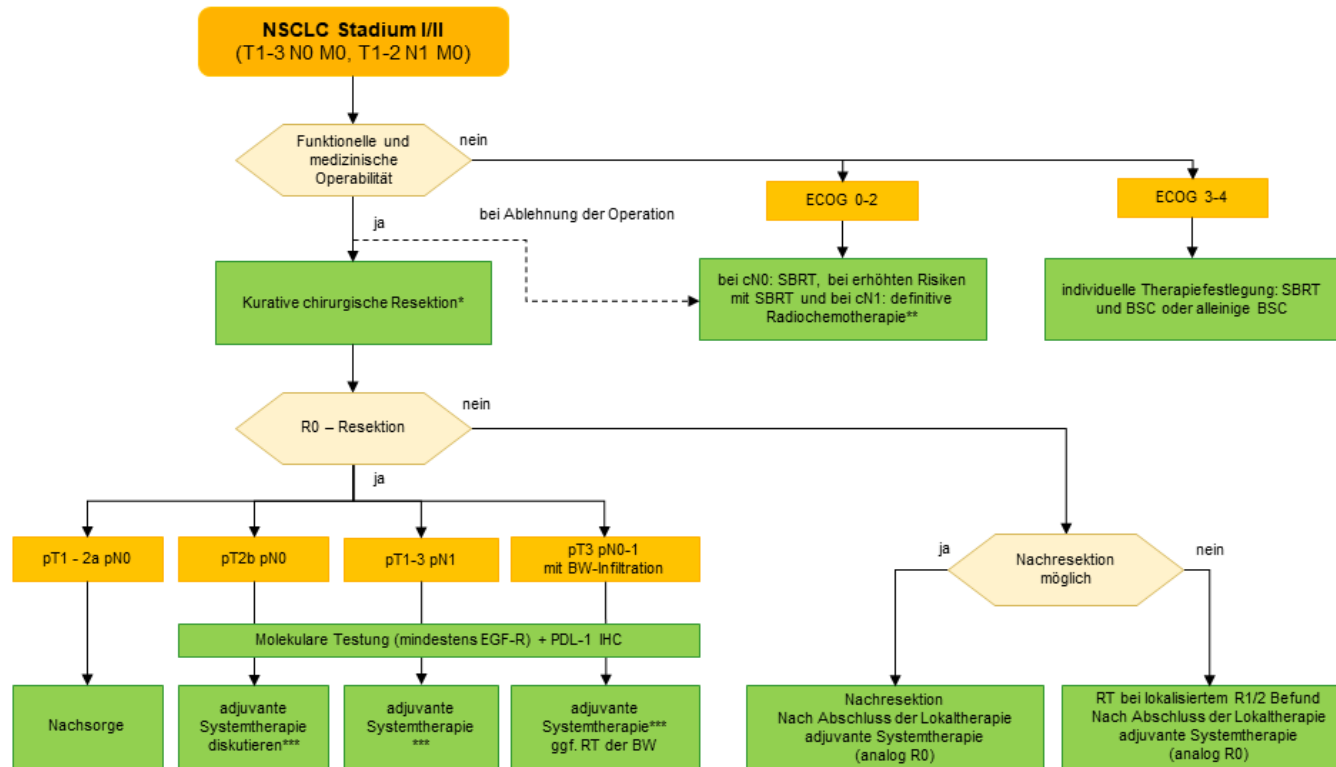 NSCLC Stadium I/II
(T1-3 N0 M0, T1-2 N1 M0)
Funktionelle und
medizinische
Operabilität
nein
ja
bei Ablehnung der Operation
ECOG 0-2
ECOG 3-4
Kurative chirurgische Resektion*
bei cN0: SBRT, bei erhöhten Risiken
mit SBRT und bei cN1: definitive
Radiochemotherapie**
individuelle Therapiefestlegung: SBRT
und BSC oder alleinige BSC
R0 – Resektion
nein
ja
pT1 - 2a pN0
pT2b pN0
pT1-3 pN1
pT3 pN0-1
mit BW-Infiltration
ja
Nachresektion
möglich
nein
Molekulare Testung (mindestens EGF-R) + PDL-1 IHC
Nachsorge
adjuvante
Systemtherapie
diskutieren***
adjuvante
Systemtherapie
***
adjuvante
Systemtherapie***
ggf. RT der BW
Nachresektion
Nach Abschluss der Lokaltherapie
adjuvante Systemtherapie
(analog R0)
RT bei lokalisiertem R1/2 Befund
Nach Abschluss der Lokaltherapie
adjuvante Systemtherapie
(analog R0)